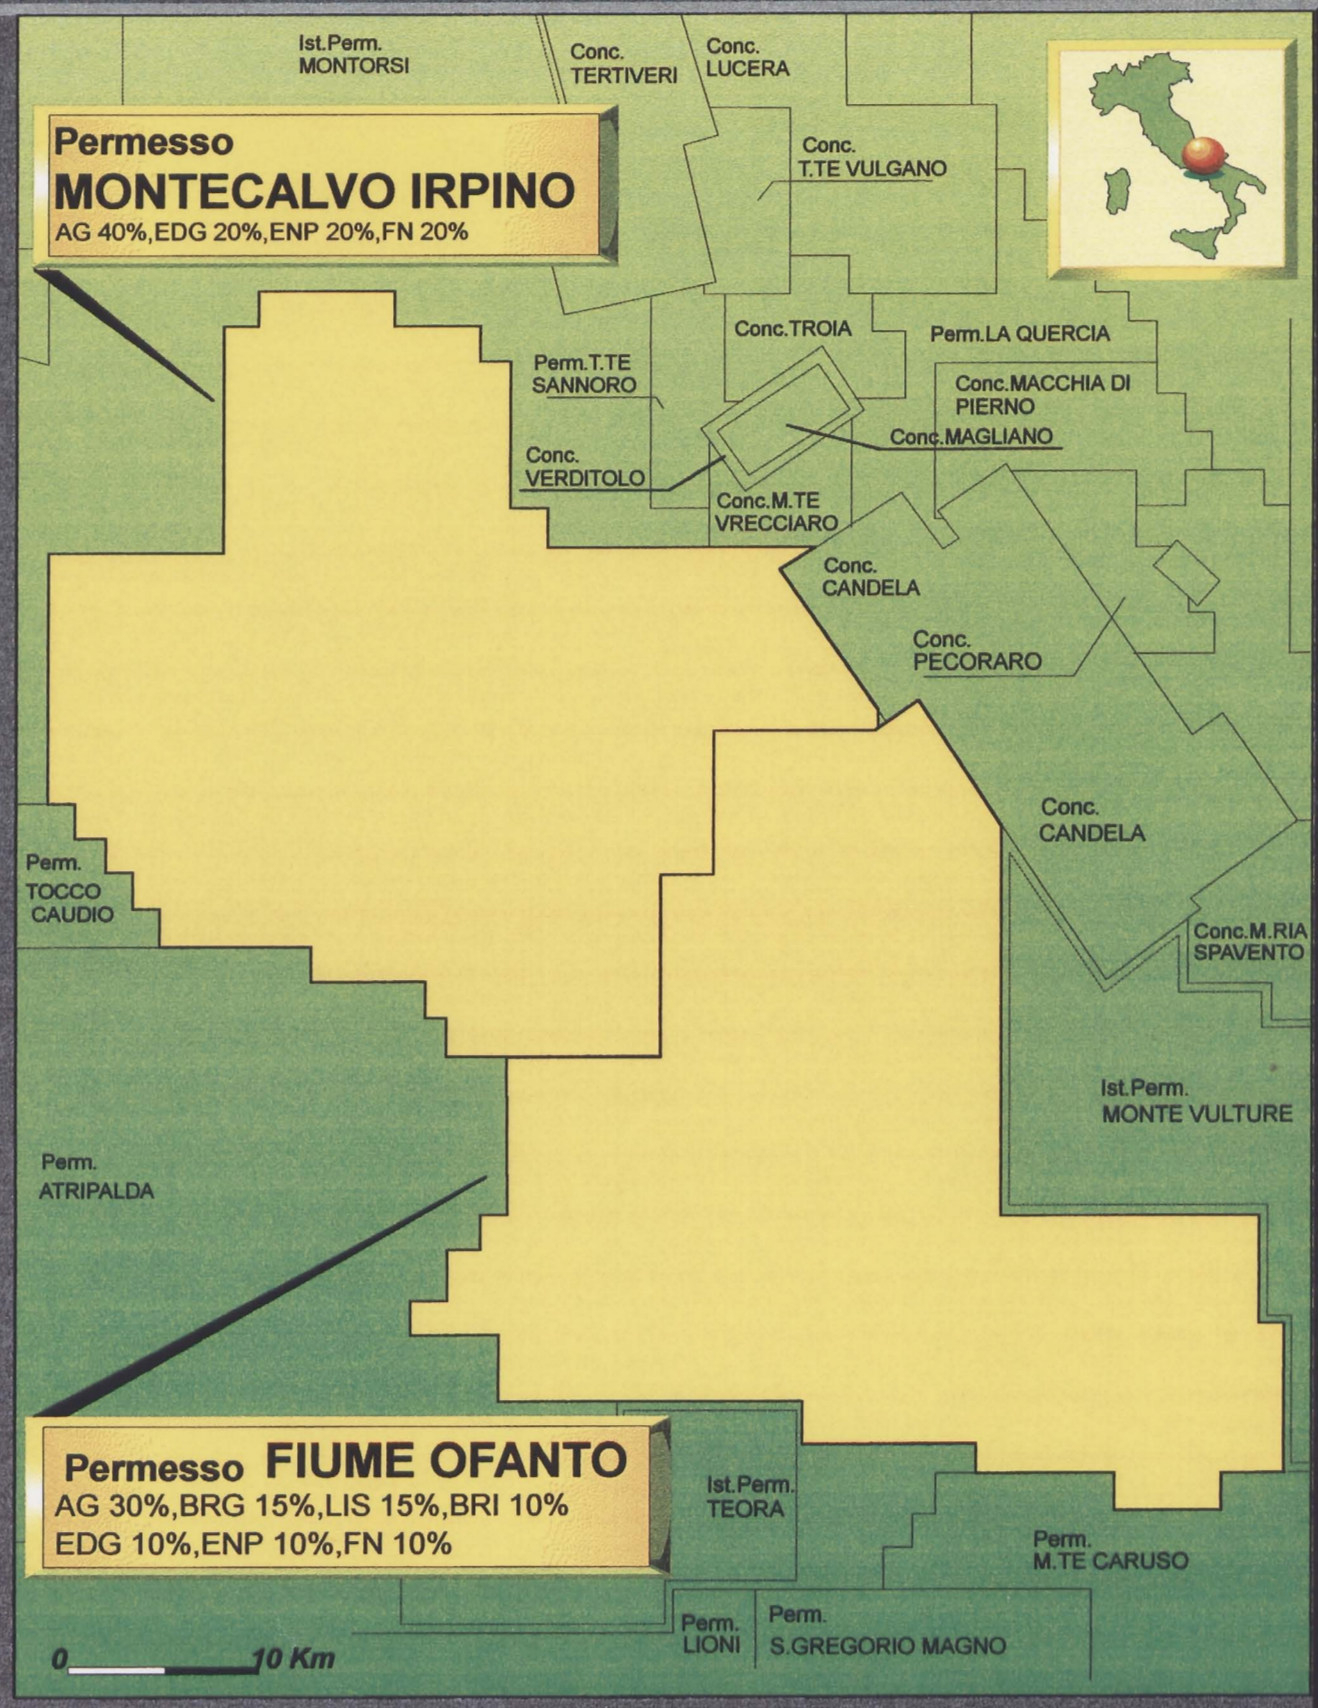 Ist.Perm.
MONTORSI
Conc.
TERTIVERI
Conc.
LUCERA
Permesso
MONTECALVO IRPINO
AG 40%,EDG 20%,ENP 20%,FN 20%
Conc.
T.TE VULGANO
Conc.TROIA
Perm.LA QUERCIA
Perm.T.TE
SANNORO
Conc.MACCHIA DI
PIERNO
Conc.MAGLIANO
Conc.
VERDITOLO
Conc.M.TE
VRECCIARO
Conc.
CANDELA
Conc.
PECORARO
Conc.
CANDELA
Perm.
TOCCO
CAUDIO
Conc.M.RIA
SPAVENTO
Ist.Perm.
MONTE VULTURE
Perm.
ATRIPALDA
Permesso FIUME OFANTO
AG 30%,BRG 15%,LIS 15%,BRI 10%
EDG 10%,ENP 10%,FN 10%
Ist.Perm.
TEORA
Perm.
M.TE CARUSO
Perm.
LIONI
Perm.
S.GREGORIO MAGNO
0 10 Km